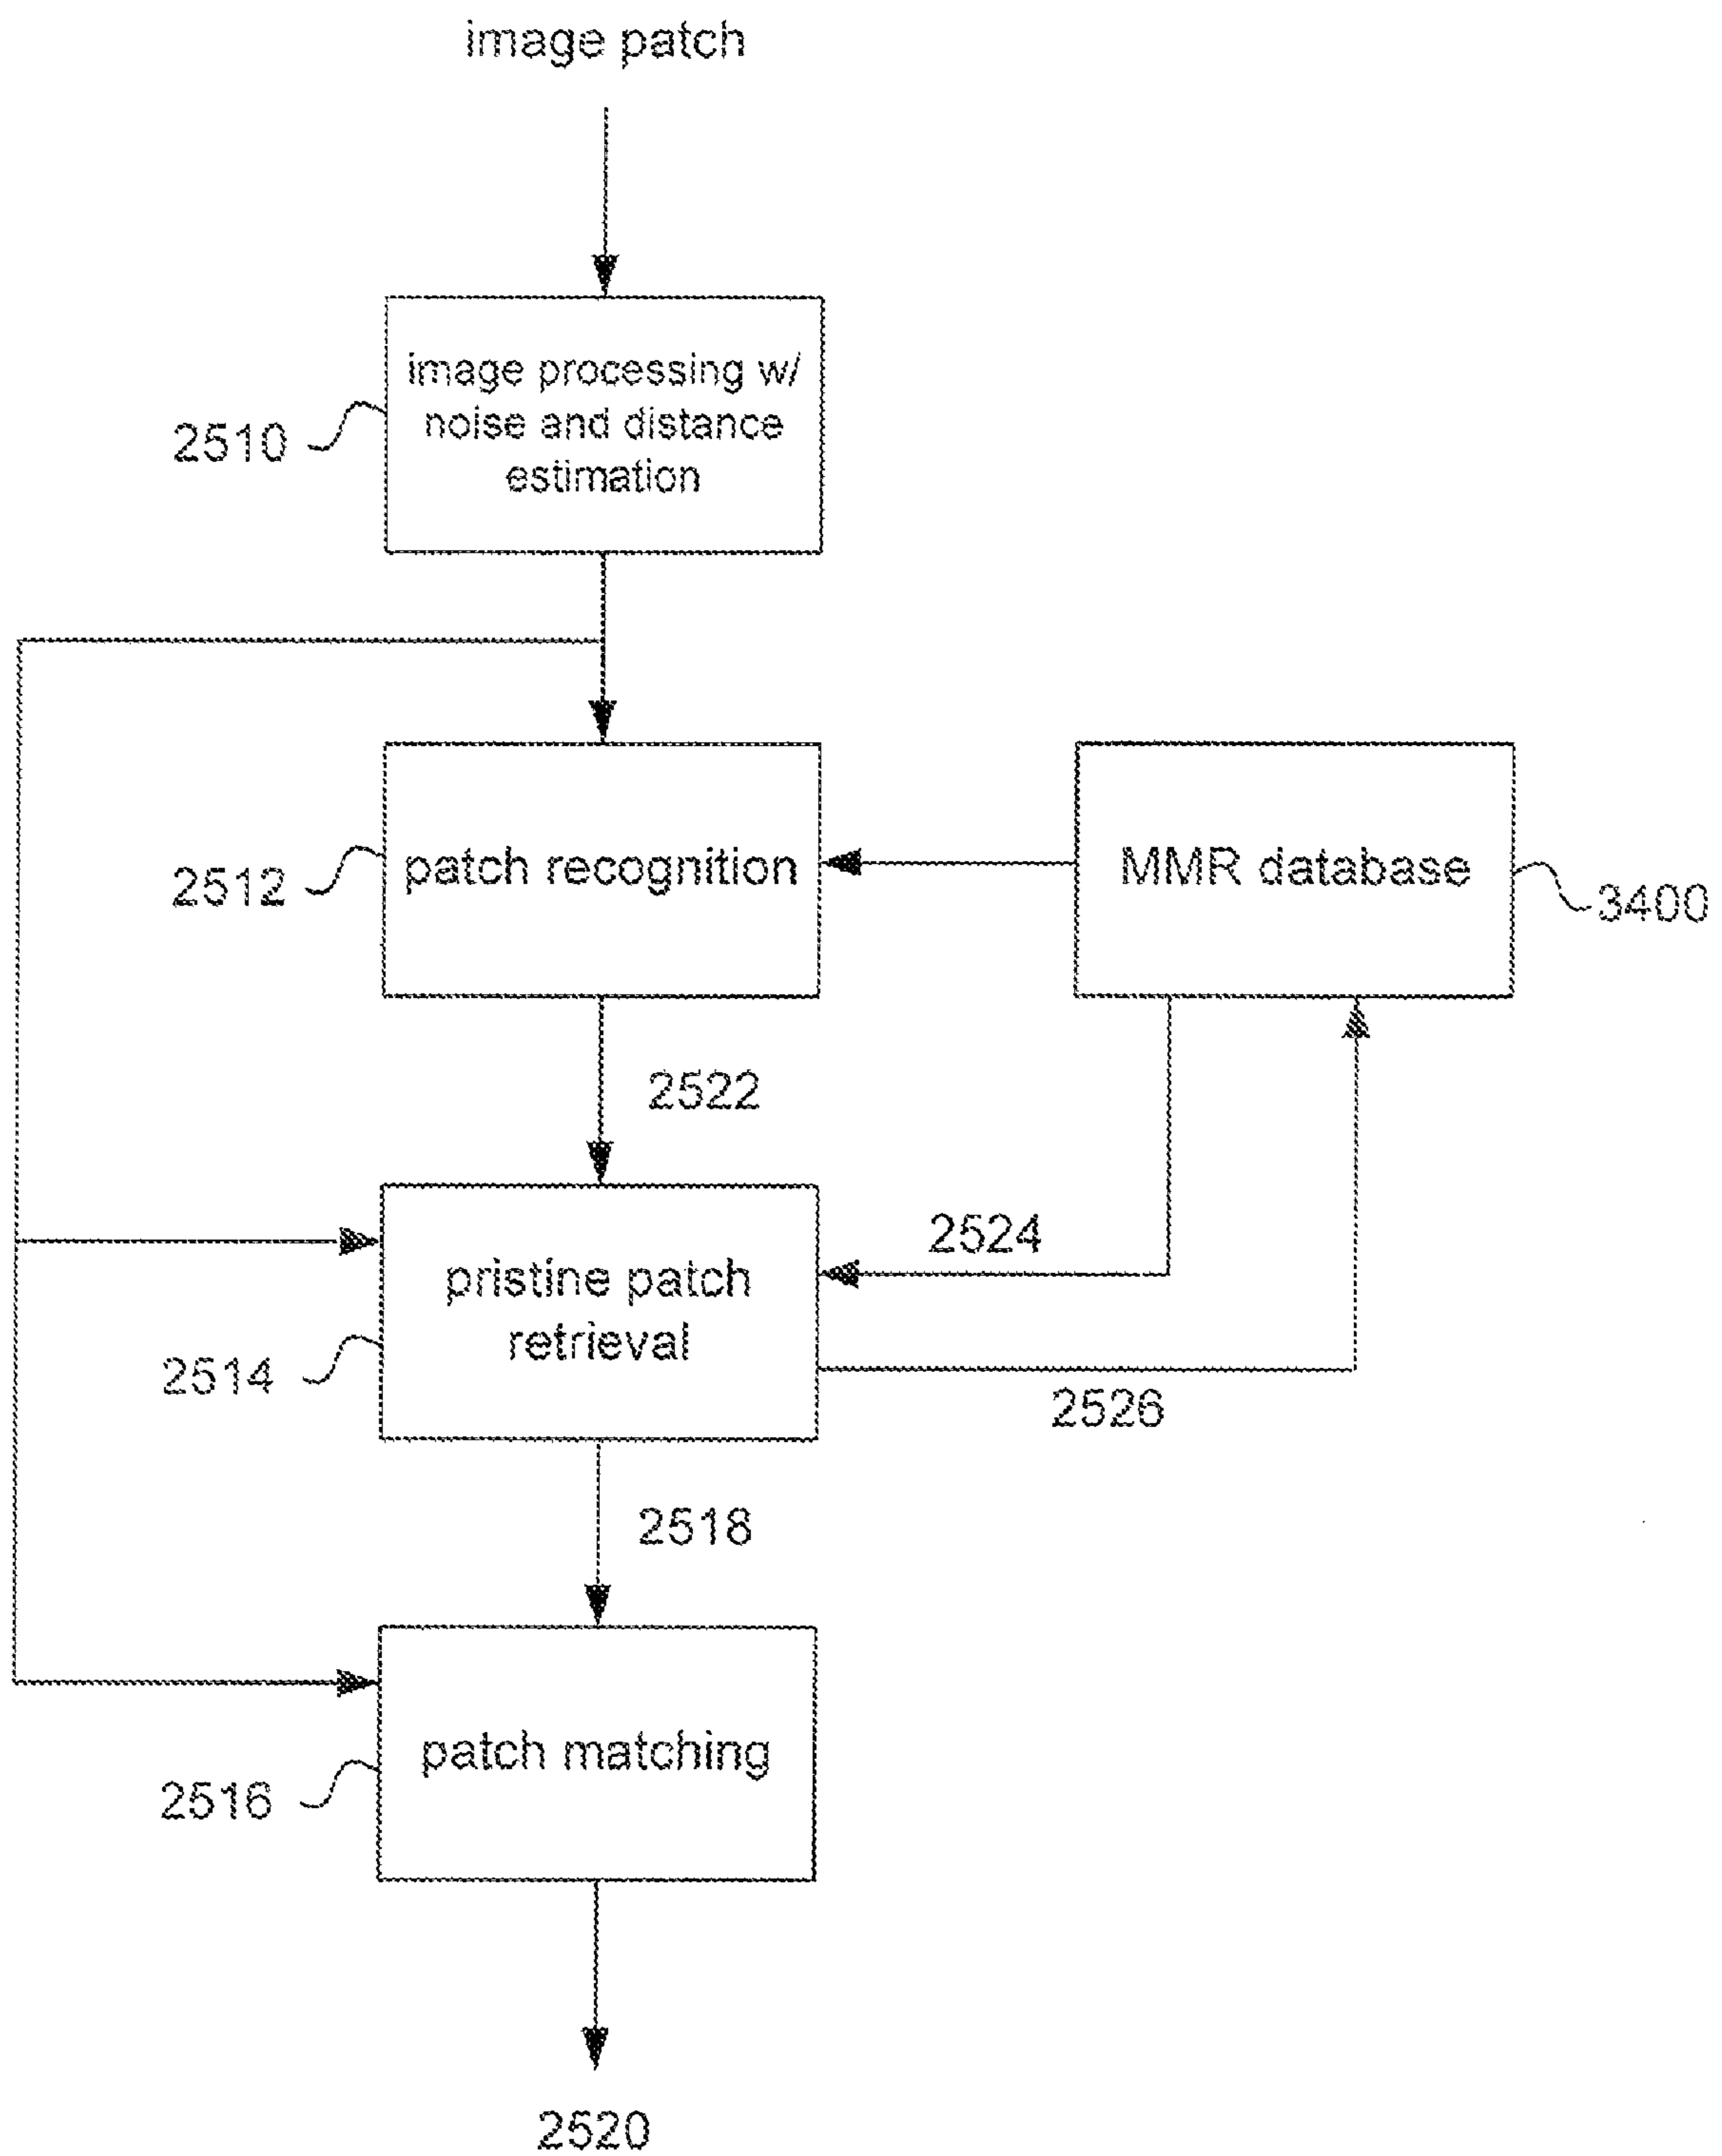 image patch
image processing w/
noise and distance
estimation
2510
patch recognition
2512
MMR database
3400
2522
2524
pristine patch
retrieval
2514
2526
2518
patch matching
2516
2520